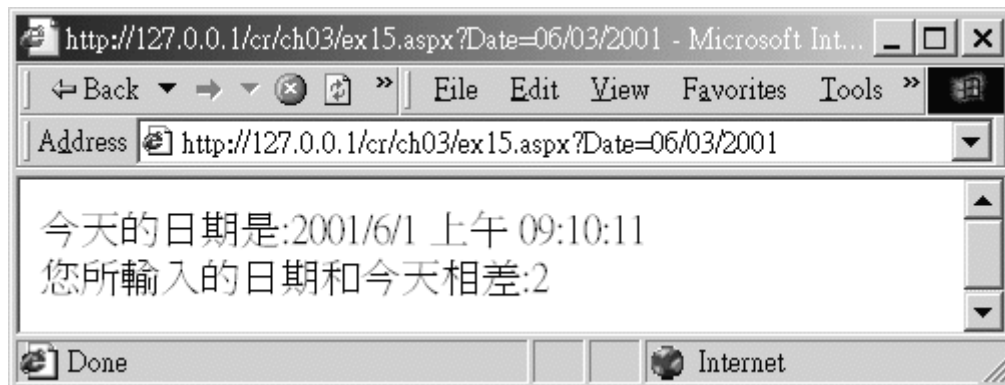 http://127.0.0.1/cr/ch03/ex15.aspx?Date=06/03/2001 - Microsoft Int...
Back » File Edit View Favorites Tools »
Address http://127.0.0.1/cr/ch03/ex15.aspx?Date=06/03/2001
今天的日期是:2001/6/1 上午 09:10:11
您所輸入的日期和今天相差:2
Done Internet